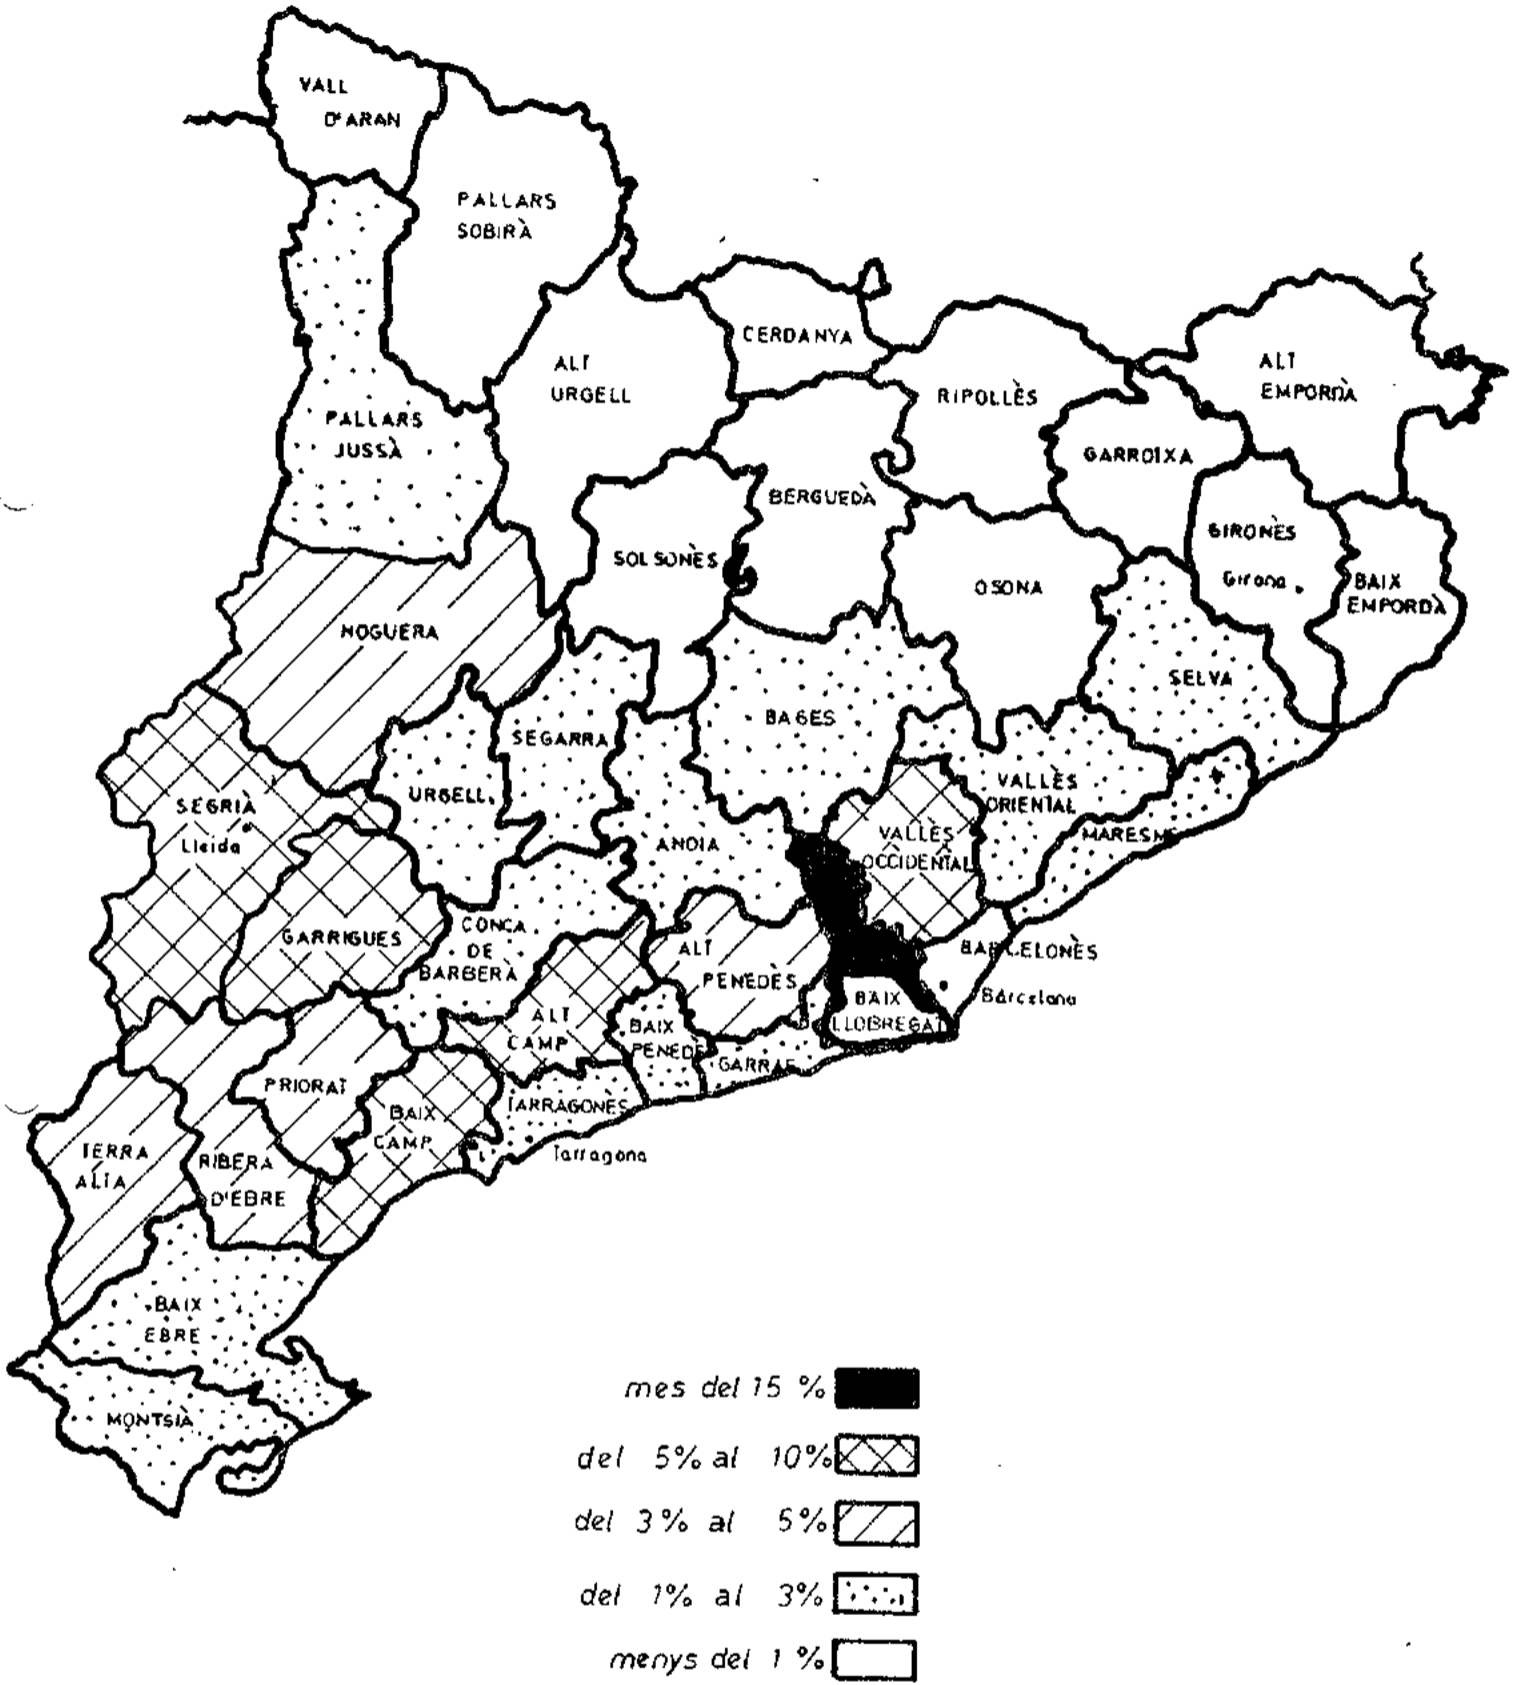 VALL
D'ARAN
PALLARS
SOBIRÀ
CERDANYA
ALT
URGELL
RIPOLLÈS
ALT
EMPORDÀ
PALLARS
JUSSÀ
GARROIXA
BERGUEDÀ
GIRONÈS
Girona
SOLSONÈS
OSONA
BAIX
EMPORDÀ
NOGUERA
SELVA
BAGES
SEGARRA
URGELL
VALLÈS
ORIENTAL
SEGRIÀ
Lleida
MARESME
VALLÈS
OCCIDENTAL
ANOIA
GARRIGUES
CONCA
DE
BARBERÀ
ALT
PENEDÈS
BARCELONÈS
Barcelona
BAIX
LLOBREGAT
ALT
CAMP
BAIX
PENEDÈS
GARRAF
PRIORAT
BAIX
CAMP
TARRAGONÈS
Tarragona
TERRA
ALTA
RIBERA
D'EBRE
BAIX
EBRE
MONTSIÀ
mes del 15 %
del 5% al 10%
del 3% al 5%
del 1% al 3%
menys del 1 %